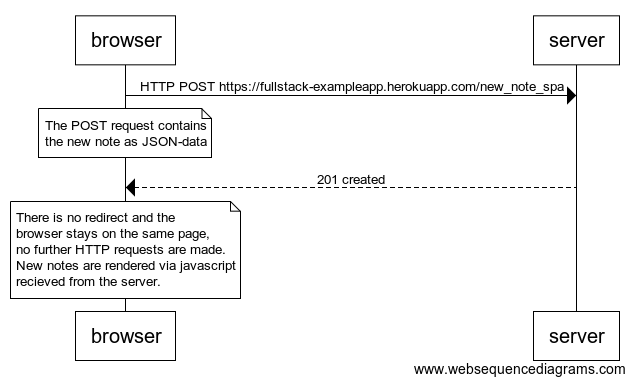 browser
server
HTTP POST https://fullstack-exampleapp.herokuapp.com/new_note_spa
The POST request contains
the new note as JSON-data
201 created
There is no redirect and the
browser stays on the same page,
no further HTTP requests are made.
New notes are rendered via javascript
recieved from the server.
browser
server
www.websequencediagrams.com